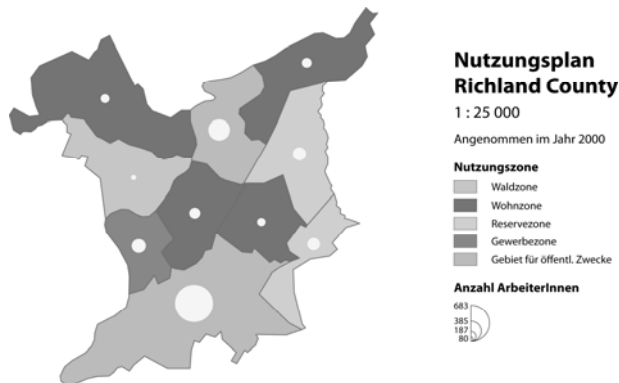 Nutzungsplan
Richland County
1 : 25 000
Angenommen im Jahr 2000
Nutzungszone
Waldzone
Wohnzone
Reservezone
Gewerbezone
Gebiet für öffentl. Zwecke
Anzahl ArbeiterInnen
683
385
187
80